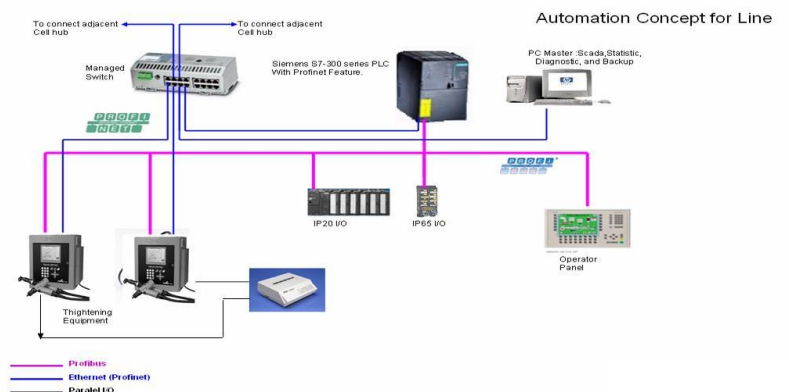 To connect adjacent
Cell hub
To connect adjacent
Cell hub
Automation Concept for Line
Managed
Switch
Siemens S7-300 series PLC
With Profinet Feature.
PC Master :Scada,Statistic,
Diagnostic, and Backup
PROFI
NET
PROFI
IP20 I/O
IP65 I/O
Operator
Panel
Thightening
Equipment
Profibus
Ethernet (Profinet)
Paralel I/O